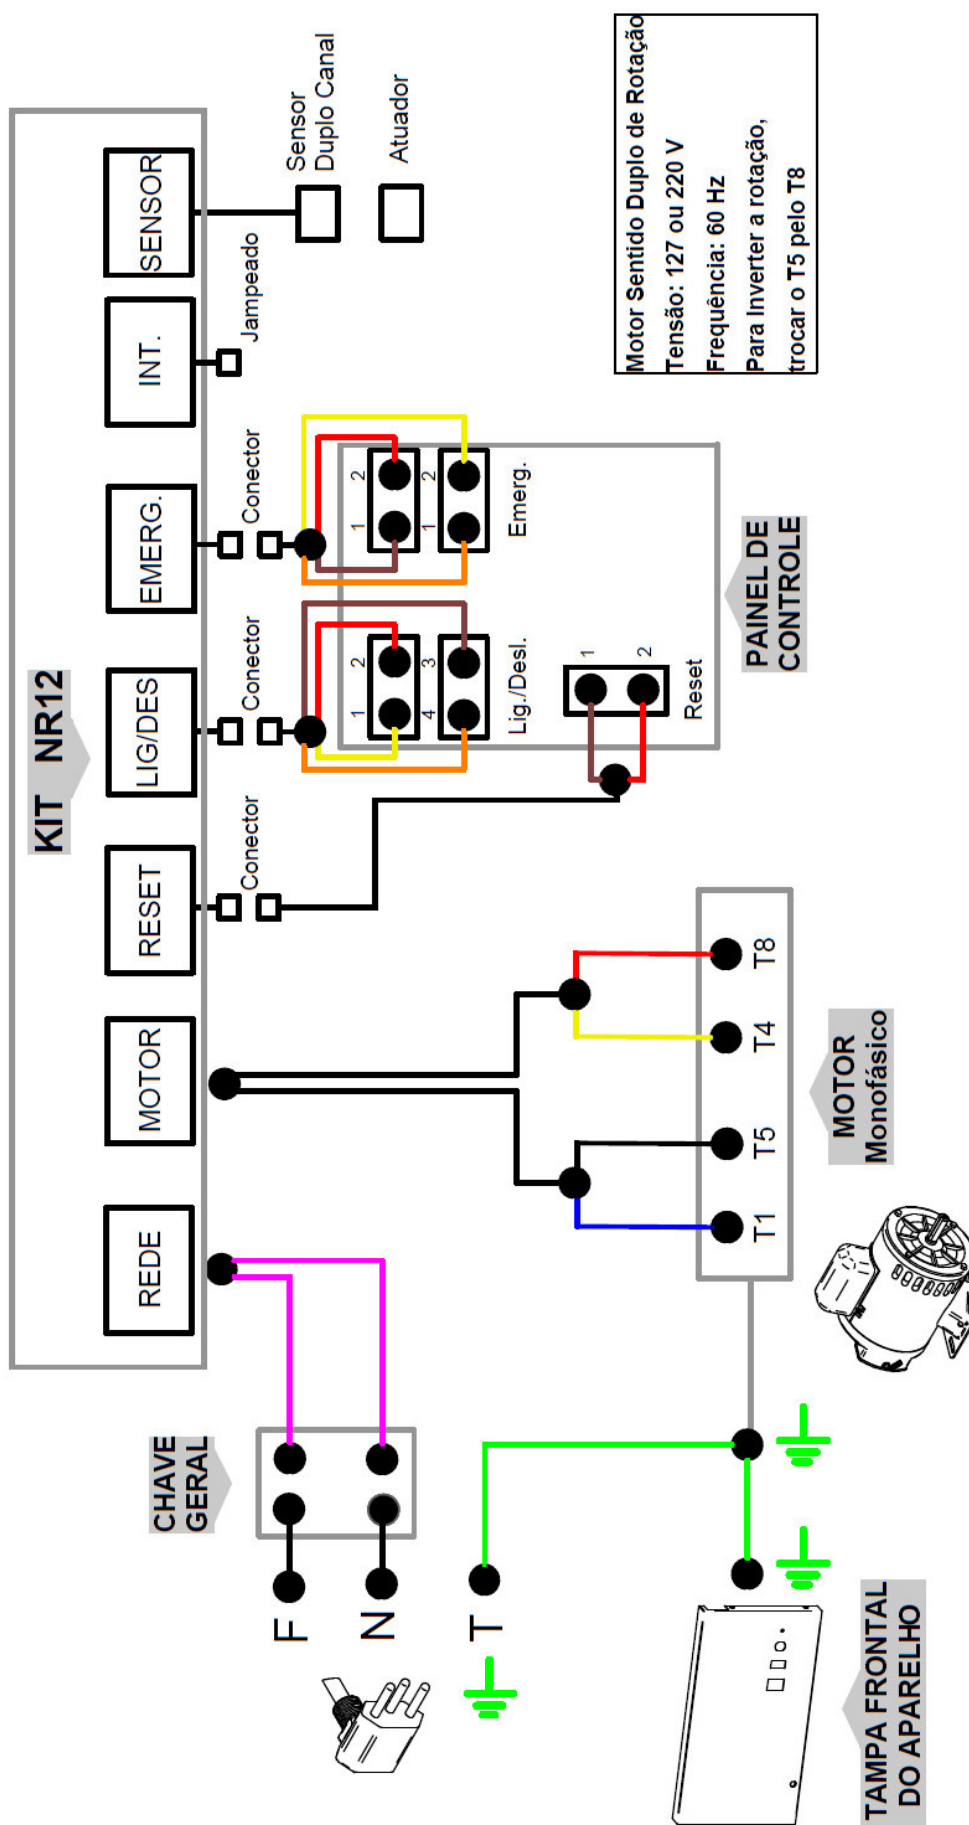 KIT NR12
REDE
MOTOR
RESET
LIG/DES
EMERG.
INT.
SENSOR
Conector
Conector
Conector
Jampeado
Sensor
Duplo Canal
Atuador
CHAVE
GERAL
F
N
T
1
2
4
3
Lig./Desl.
1
2
1
2
Emerg.
1
2
Reset
PAINEL DE
CONTROLE
Motor Sentido Duplo de Rotação
Tensão: 127 ou 220 V
Frequência: 60 Hz
Para Inverter a rotação,
trocar o T5 pelo T8
T1
T5
T4
T8
MOTOR
Monofásico
TAMPA FRONTAL
DO APARELHO